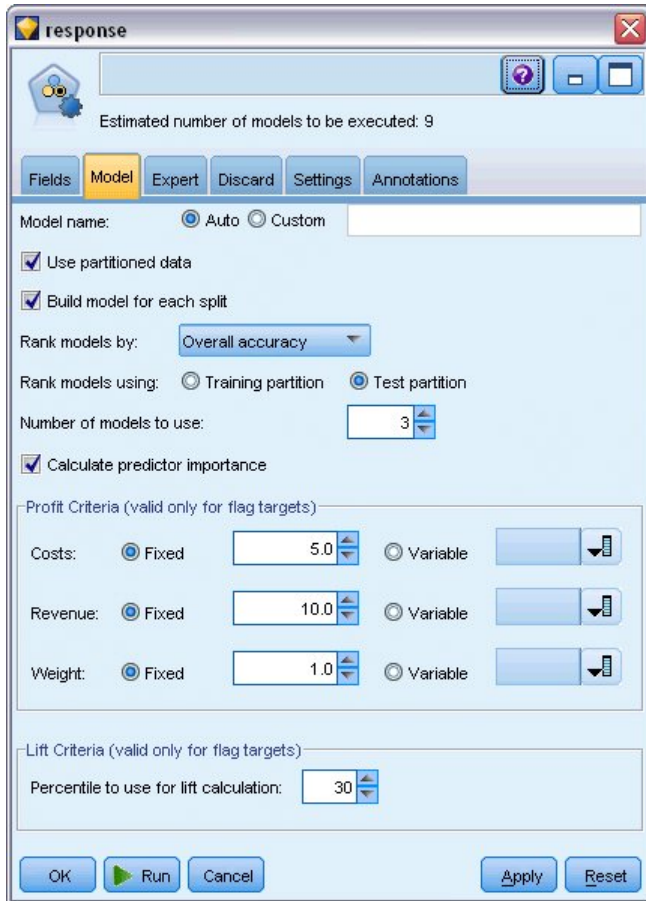 response
Estimated number of models to be executed: 9
Fields Model Expert Discard Settings Annotations
Model name: Auto Custom
Use partitioned data
Build model for each split
Rank models by: Overall accuracy
Rank models using: Training partition Test partition
Number of models to use: 3
Calculate predictor importance
Profit Criteria (valid only for flag targets)
Costs: Fixed 5.0 Variable
Revenue: Fixed 10.0 Variable
Weight: Fixed 1.0 Variable
Lift Criteria (valid only for flag targets)
Percentile to use for lift calculation: 30
OK Run Cancel Apply Reset